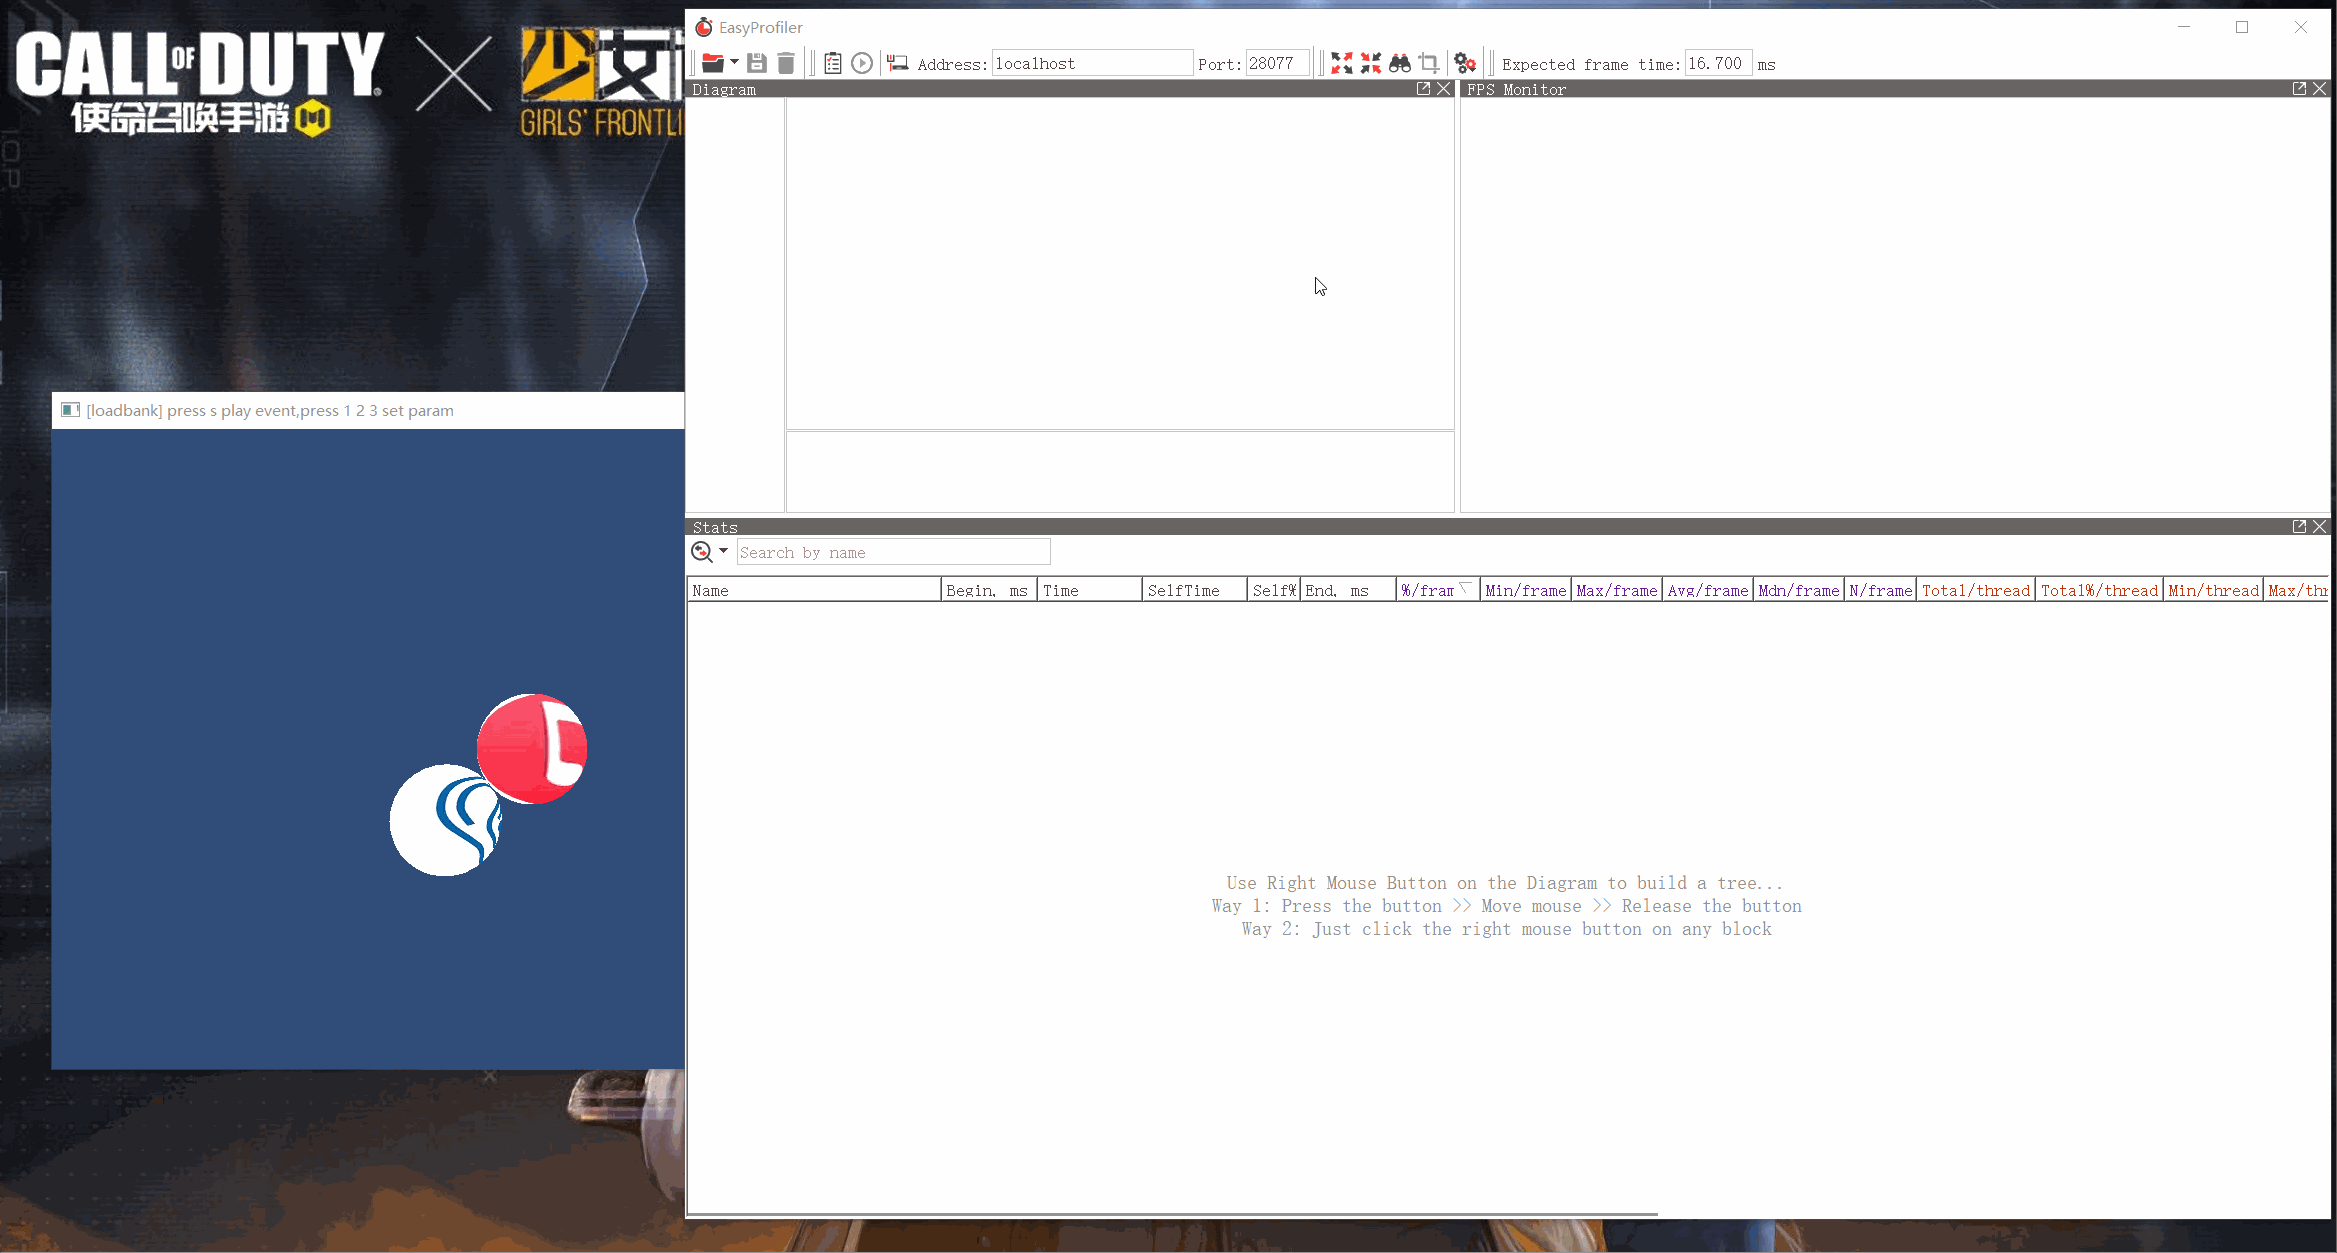 CALL OF DUTY
使命召唤手游
少女前
GIRLS' FRONTLI
EasyProfiler
Address: localhost Port: 28077 Expected frame time: 16.700 ms
Diagram
FPS Monitor
[loadbank] press s play event,press 1 2 3 set param
Stats
Search by name
Name Begin, ms Time SelfTime Self% End, ms %/fram Min/frame Max/frame Avg/frame Mdn/frame N/frame Total/thread Total%/thread Min/thread Max/thr
Use Right Mouse Button on the Diagram to build a tree...
Way 1: Press the button >> Move mouse >> Release the button
Way 2: Just click the right mouse button on any block